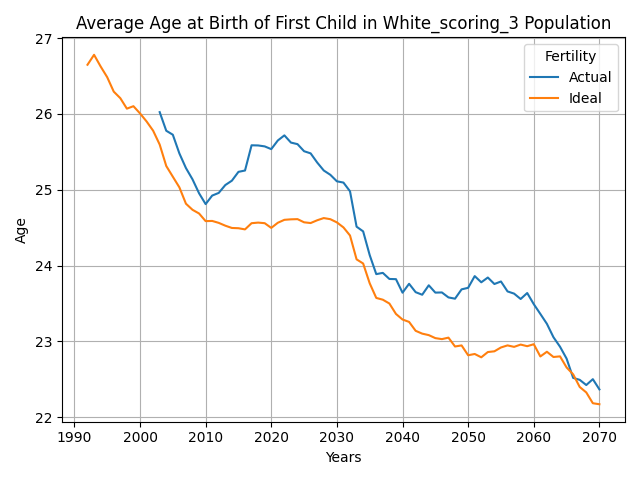 Average Age at Birth of First Child in White_scoring_3 Population
27
26
25
24
23
22
Age
Fertility
Actual
Ideal
1990 2000 2010 2020 2030 2040 2050 2060 2070
Years